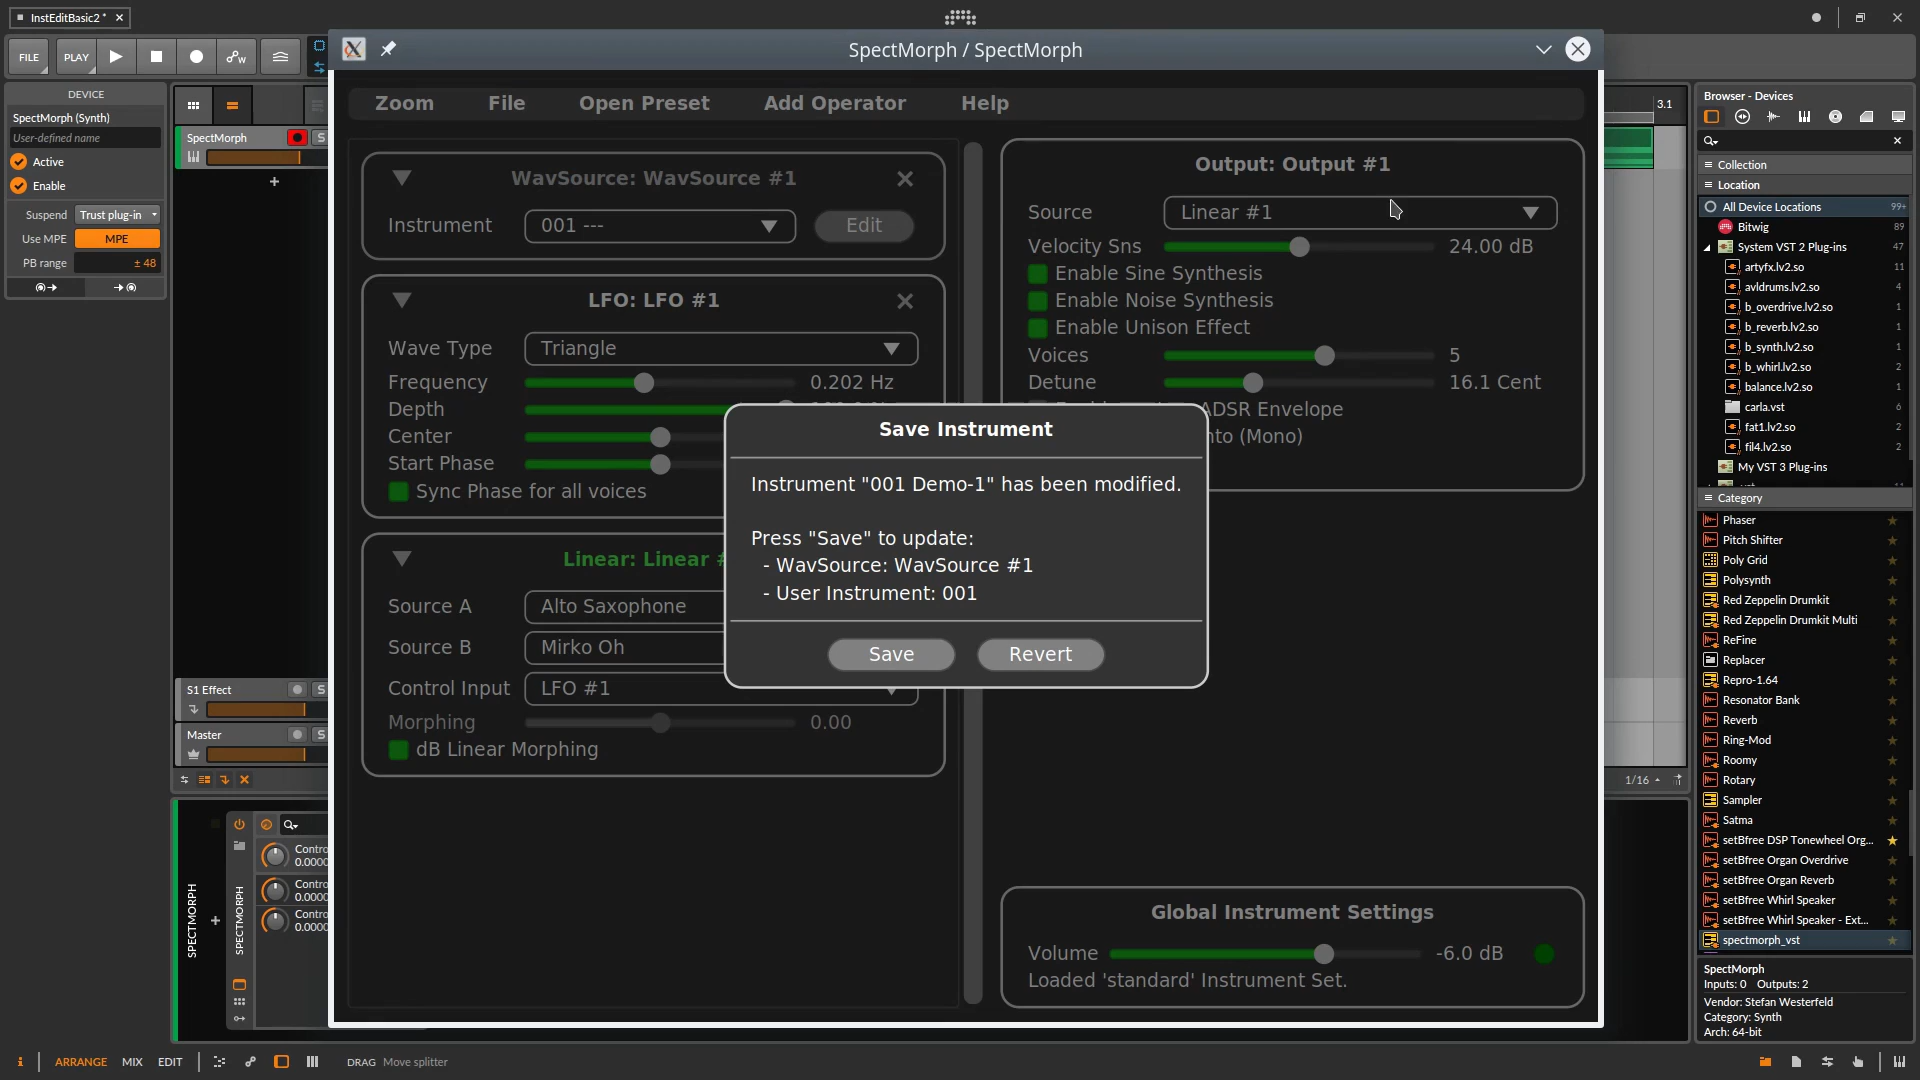 InstEditBasic2 *
FILE
PLAY
SpectMorph / SpectMorph
3.1
DEVICE
SpectMorph (Synth)
User-defined name
Active
Enable
Suspend Trust plug-in
Use MPE MPE
PB range ± 48
SpectMorph S
S1 Effect S
Master S
1/16
Zoom File Open Preset Add Operator Help
WavSource: WavSource #1
Instrument 001 --- Edit
LFO: LFO #1
Wave Type Triangle
Frequency 0.202 Hz
Depth
Center
Start Phase
Sync Phase for all voices
Linear: Linear #
Source A Alto Saxophone
Source B Mirko Oh
Control Input LFO #1
Morphing 0.00
dB Linear Morphing
Output: Output #1
Source Linear #1
Velocity Sns 24.00 dB
Enable Sine Synthesis
Enable Noise Synthesis
Enable Unison Effect
Voices 5
Detune 16.1 Cent
ADSR Envelope
nto (Mono)
Save Instrument
Instrument "001 Demo-1" has been modified.
Press "Save" to update:
- WavSource: WavSource #1
- User Instrument: 001
Save Revert
Global Instrument Settings
Volume -6.0 dB
Loaded 'standard' Instrument Set.
SPECTMORPH
SPECTMORPH
Contro
0.0000
Contro
0.0000
Contro
0.0000
Browser - Devices
Collection
Location
All Device Locations 99+
Bitwig 89
System VST 2 Plug-ins 47
artyfx.lv2.so 11
avldrums.lv2.so 4
b_overdrive.lv2.so 1
b_reverb.lv2.so 1
b_synth.lv2.so 1
b_whirl.lv2.so 2
balance.lv2.so 1
carla.vst 6
fat1.lv2.so 2
fil4.lv2.so 2
My VST 3 Plug-ins
Category
Phaser
Pitch Shifter
Poly Grid
Polysynth
Red Zeppelin Drumkit
Red Zeppelin Drumkit Multi
ReFine
Replacer
Repro-1.64
Resonator Bank
Reverb
Ring-Mod
Roomy
Rotary
Sampler
Satma
setBfree DSP Tonewheel Org...
setBfree Organ Overdrive
setBfree Organ Reverb
setBfree Whirl Speaker
setBfree Whirl Speaker - Ext...
spectmorph_vst
SpectMorph
Inputs: 0 Outputs: 2
Vendor: Stefan Westerfeld
Category: Synth
Arch: 64-bit
i ARRANGE MIX EDIT DRAG Move splitter